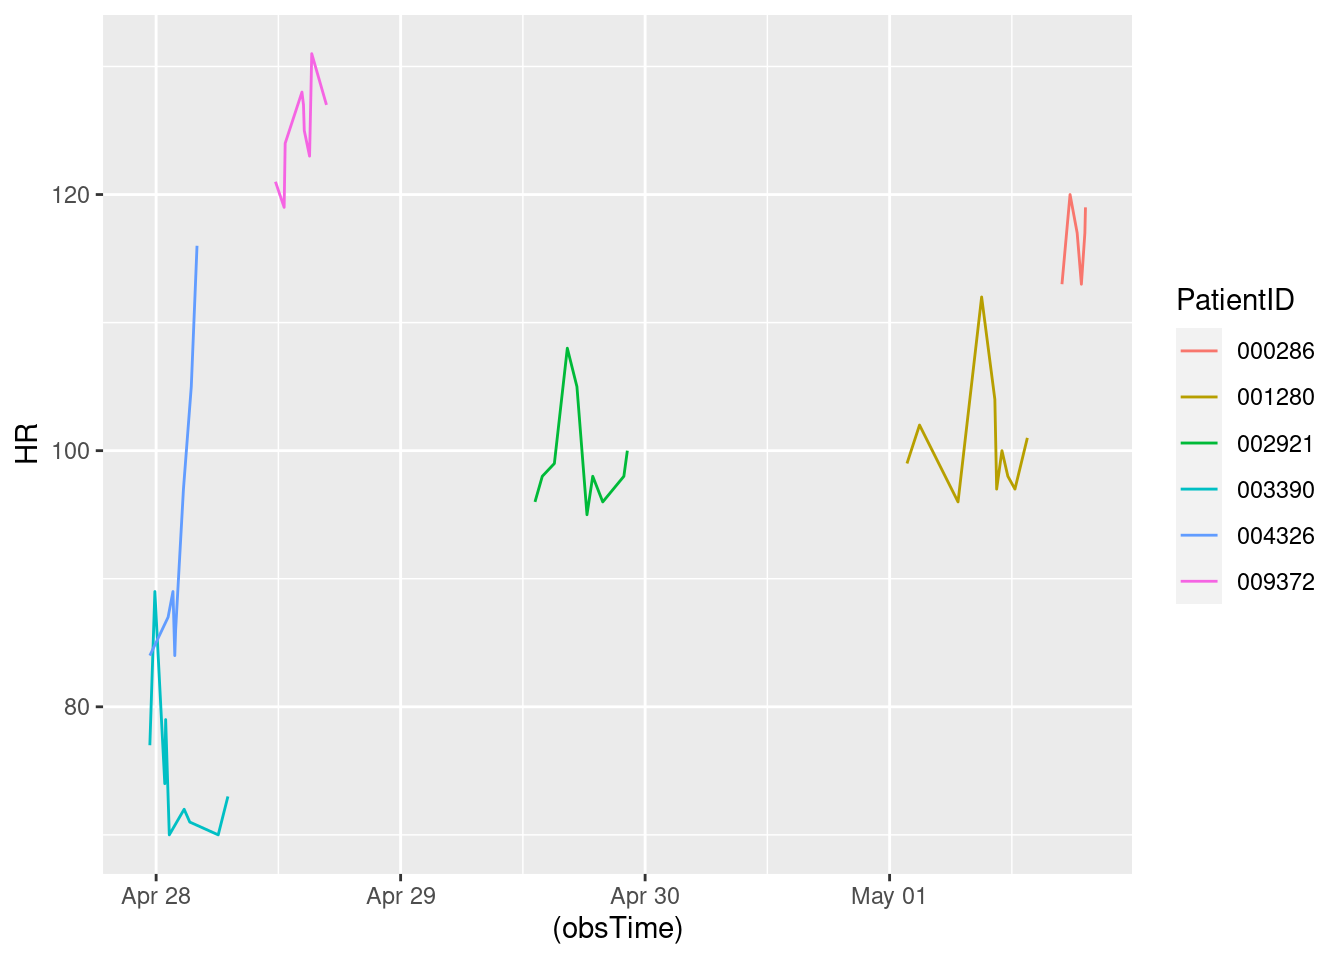 120
100
80
HR
Apr 28
Apr 29
Apr 30
May 01
(obsTime)
PatientID
000286
001280
002921
003390
004326
009372